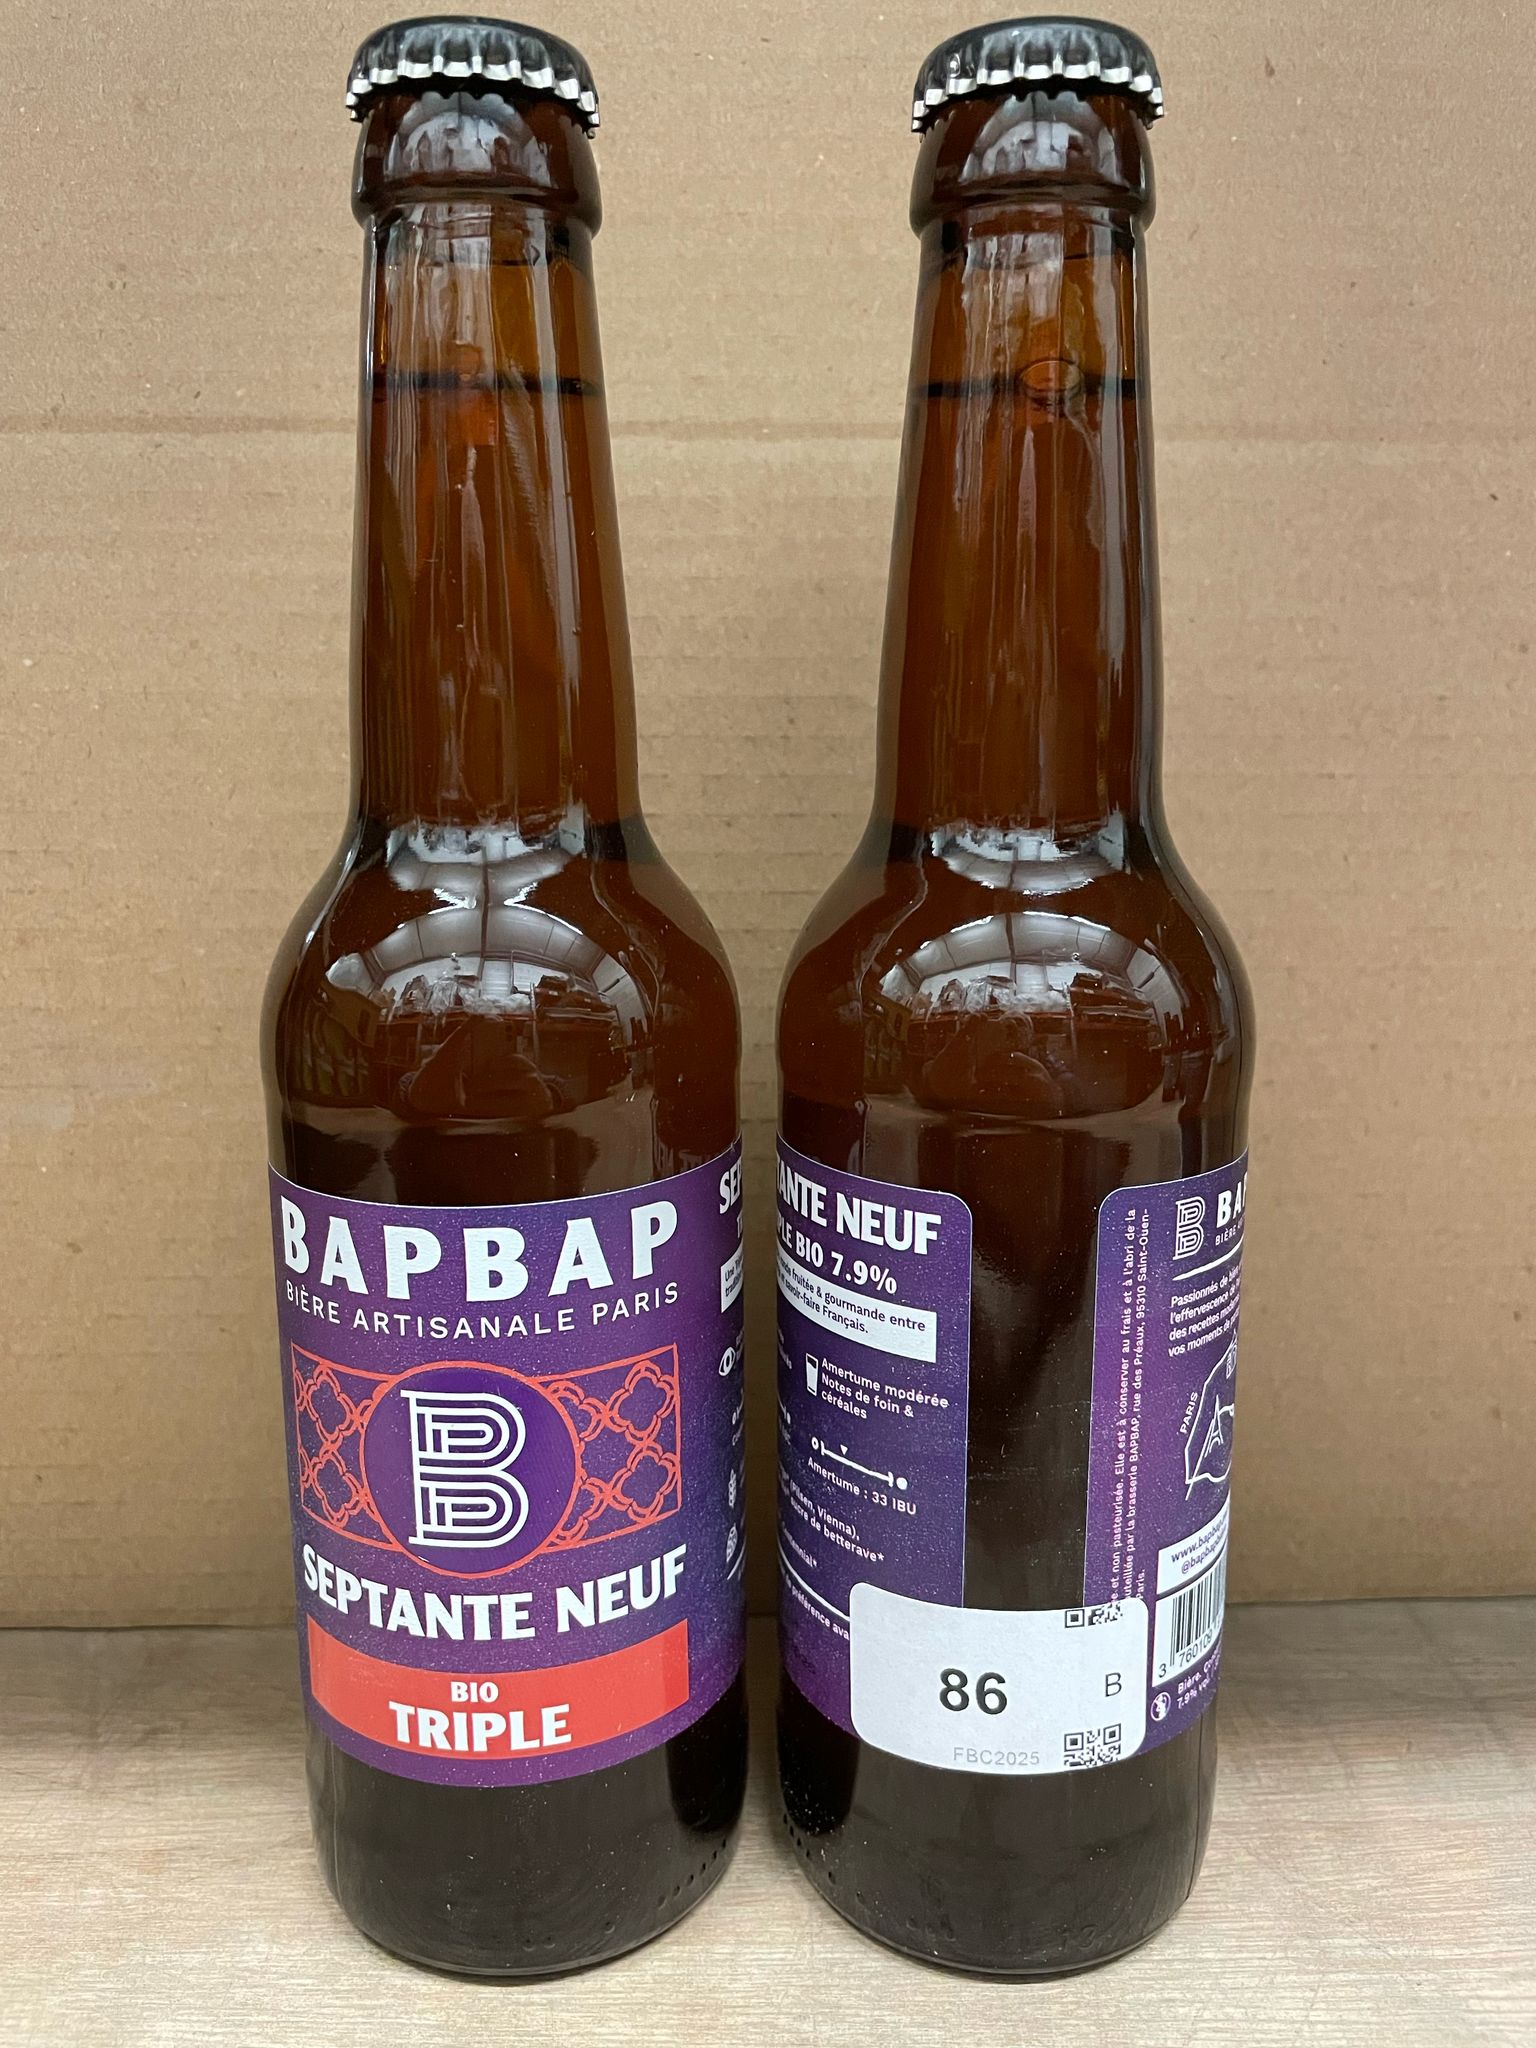 BAPBAP
BIÈRE ARTISANALE PARIS
B
SEPTANTE NEUF
BIO
TRIPLE
TANTE NEUF
BIO 7.9%
fruitée & gourmande entre
savoir-faire Français.
Amertume modérée
Notes de foin &
céréales
Amertume : 33 IBU
(Pilsen, Vienna),
sucre de betterave*
préférence
et non pasteurisée. Elle est à conserver au frais et à l'abri de la
par la brasserie BAPBAP, rue des Préaux, 95310 Saint-Ouen-
Paris.
B
BIÈRE
Passionnés de
l'effervescence
des recettes
vos moments de
PARIS
www.bapbap
3 760109
Bière.
7.9% vol
86
B
FBC2025